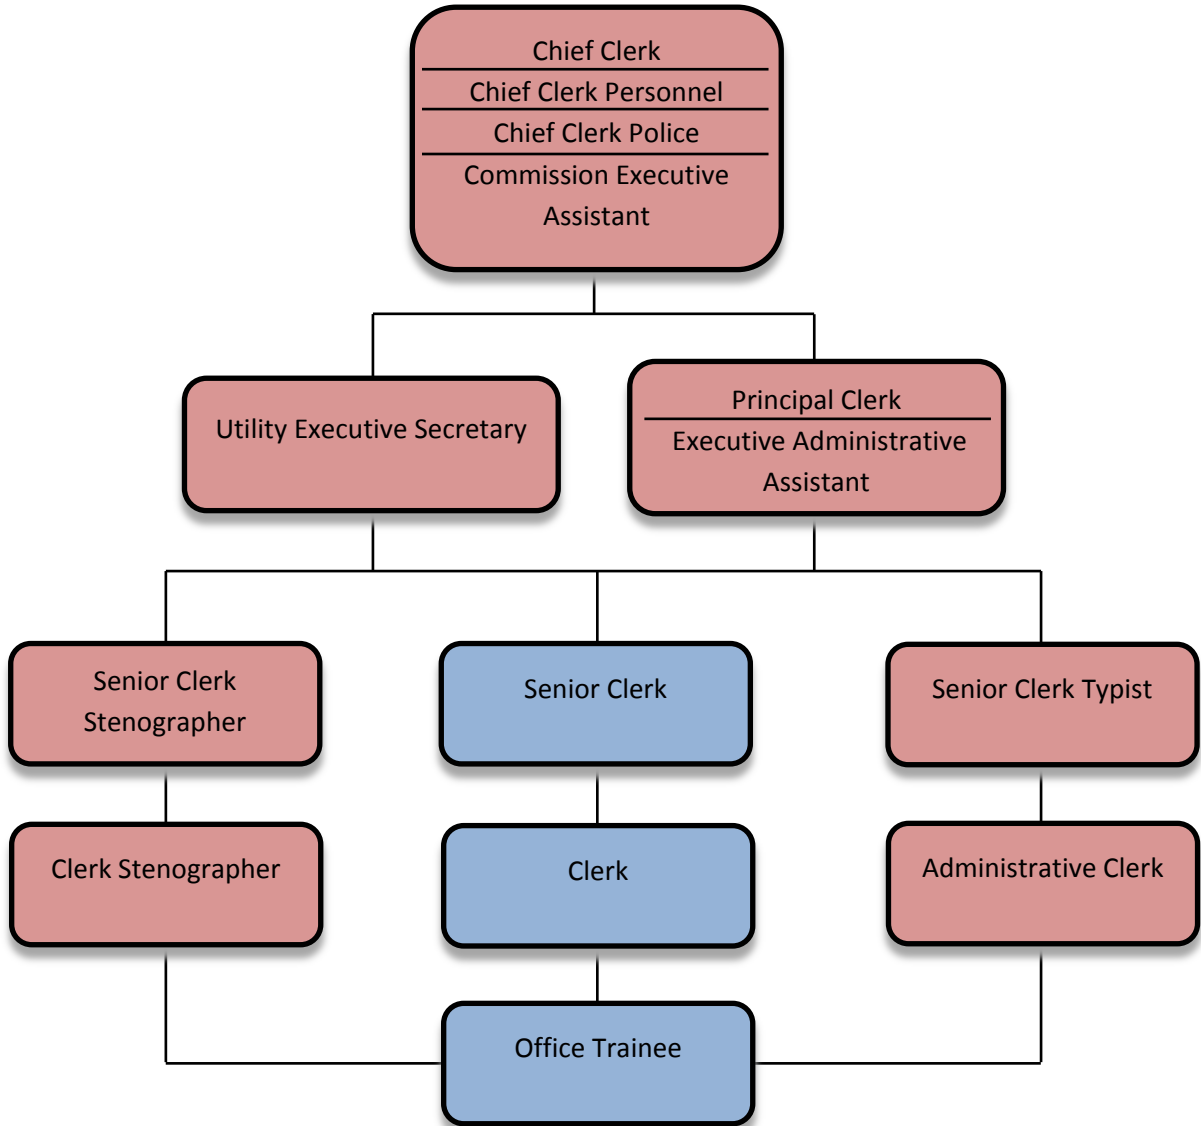 Chief Clerk
Chief Clerk Personnel
Chief Clerk Police
Commission Executive
Assistant
Utility Executive Secretary
Principal Clerk
Executive Administrative
Assistant
Senior Clerk
Stenographer
Senior Clerk
Senior Clerk Typist
Clerk Stenographer
Clerk
Administrative Clerk
Office Trainee